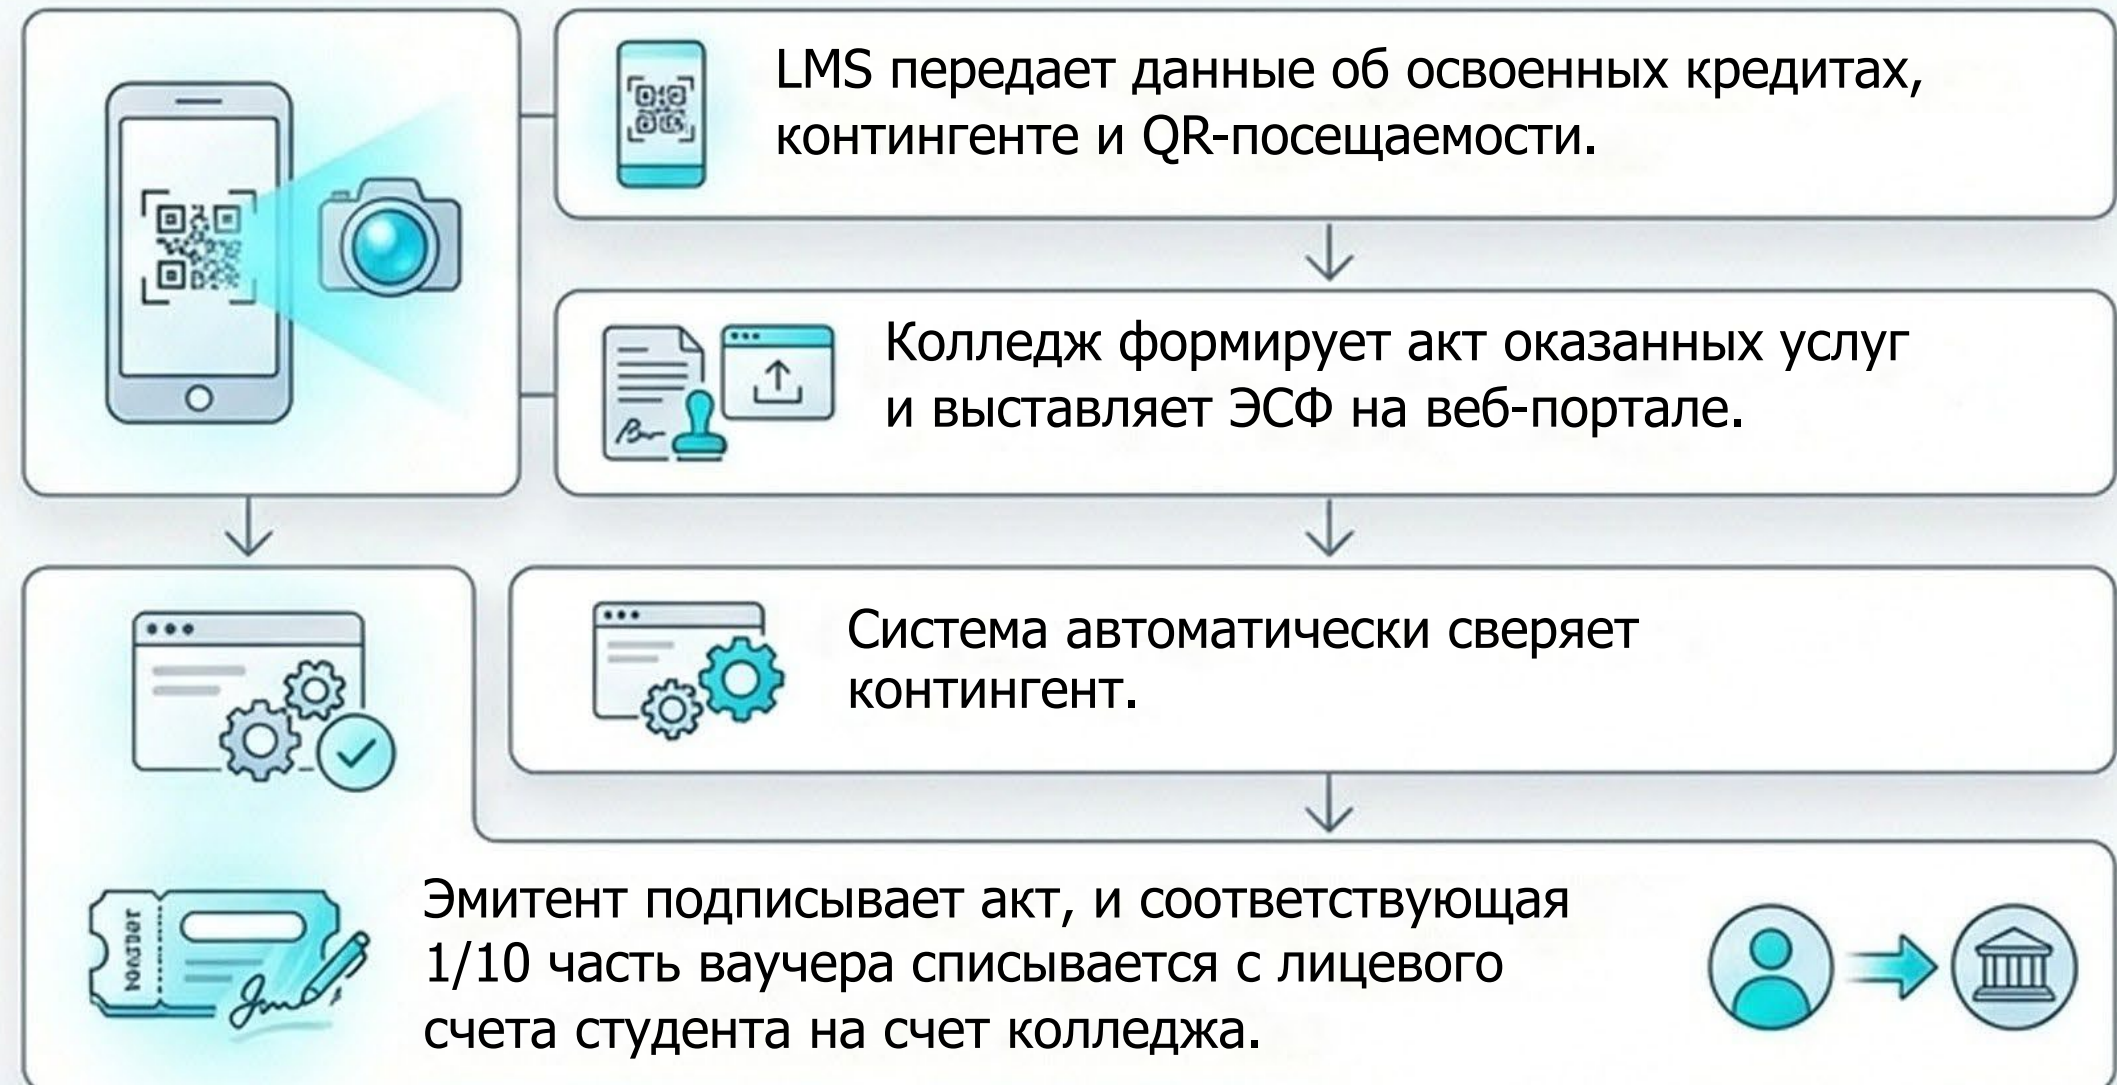 LMS передает данные об освоенных кредитах,
контингенте и QR-посещаемости.
Колледж формирует акт оказанных услуг
и выставляет ЭСФ на веб-портале.
Система автоматически сверяет
контингент.
Эмитент подписывает акт, и соответствующая
1/10 часть ваучера списывается с лицевого
счета студента на счет колледжа.